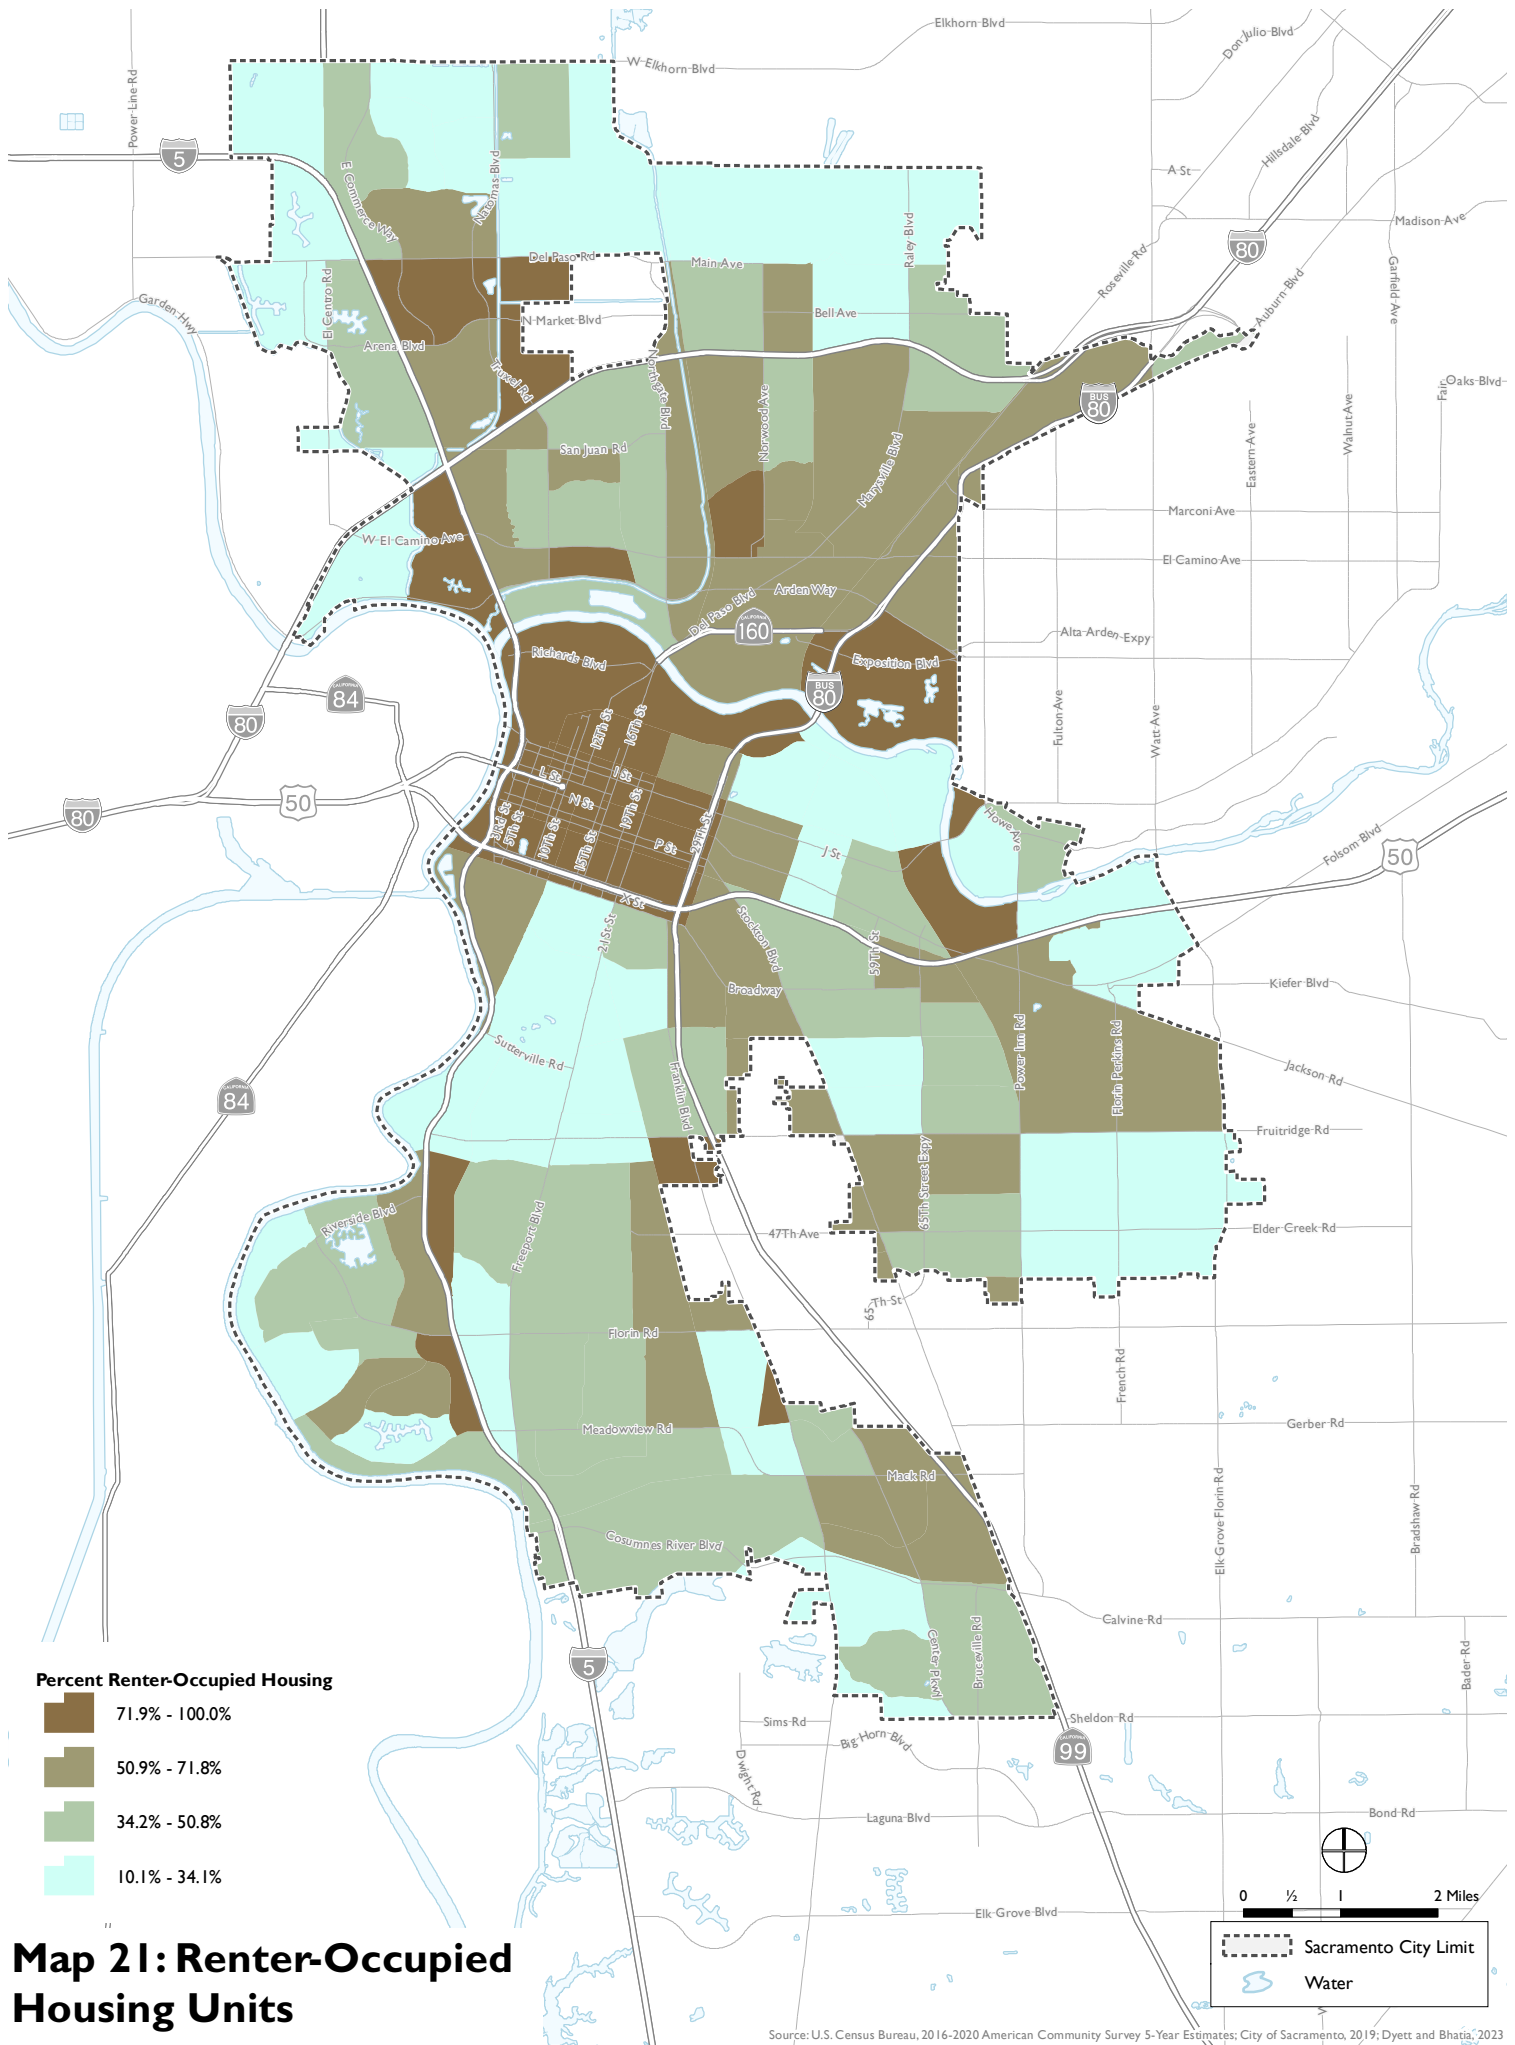 Elkhorn Blvd
Don Julio Blvd
W Elkhorn Blvd
Power Line Rd
Hillsdale Blvd
5
A St
E Commerce Way
Natomas Blvd
Madison Ave
Raley Blvd
80
Roseville Rd
Del Paso Rd
Main Ave
Garfield Ave
Auburn Blvd
El Centro Rd
Garden Hwy
N Market Blvd
Bell Ave
Arena Blvd
Truxel Rd
Northgate Blvd
Fair Oaks Blvd
BUS
80
Norwood Ave
Walnut Ave
San Juan Rd
Marysville Blvd
Eastern Ave
Marconi Ave
W El Camino Ave
El Camino Ave
Arden Way
Del Paso Blvd
CALIFORNIA
160
Alta Arden Expy
Richards Blvd
Exposition Blvd
CALIFORNIA
84
BUS
80
80
Fulton Ave
Watt Ave
12Th St
16Th St
L St
I St
50
N St
80
3Rd St
5Th St
10Th St
15Th St
19Th St
P St
29Th St
Howe Ave
J St
Folsom Blvd
50
X St
21St St
Stockton Blvd
59Th St
Broadway
Kiefer Blvd
Sutterville Rd
Franklin Blvd
Power Inn Rd
Florin Perkins Rd
Jackson Rd
CALIFORNIA
84
Fruitridge Rd
65Th Street Expy
Riverside Blvd
Freeport Blvd
47Th Ave
Elder Creek Rd
65Th St
Florin Rd
French Rd
Meadowview Rd
Gerber Rd
Mack Rd
Elk Grove Florin Rd
Bradshaw Rd
Cosumnes River Blvd
Calvine Rd
Center Pkwy
Bruceville Rd
Bader Rd
5
Sims Rd
Sheldon Rd
Big Horn Blvd
CALIFORNIA
99
Dwight Rd
Laguna Blvd
Bond Rd
Elk Grove Blvd
Percent Renter-Occupied Housing
71.9% - 100.0%
50.9% - 71.8%
34.2% - 50.8%
10.1% - 34.1%
0 ½ 1 2 Miles
Sacramento City Limit
Water
Map 21: Renter-Occupied
Housing Units
Source: U.S. Census Bureau, 2016-2020 American Community Survey 5-Year Estimates; City of Sacramento, 2019; Dyett and Bhatia, 2023